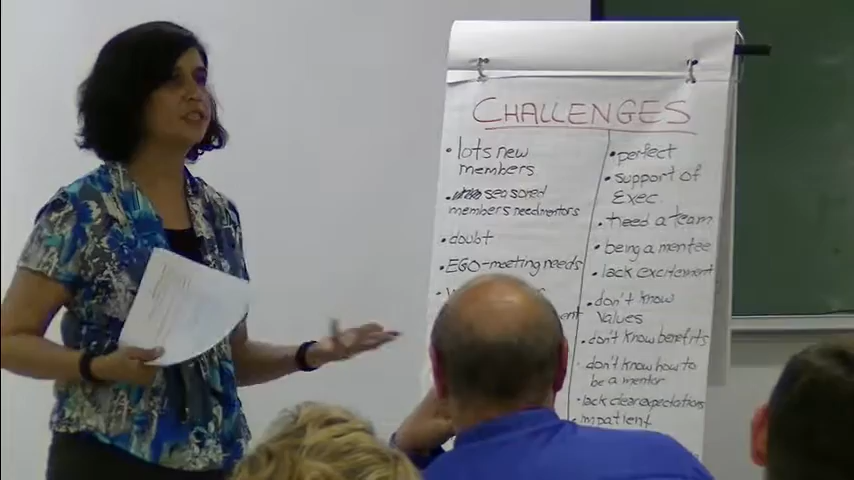 CHALLENGES
• lots new
members
• seasored
members need mentors
• doubt
EGO-meeting needs
• perfect
• support of
Exec.
• need a team
• being a mentee
• lack excitement
• don't know
values
• don't know benefits
• don't know how to
be a mentor
• lack clear expectations
• impatient